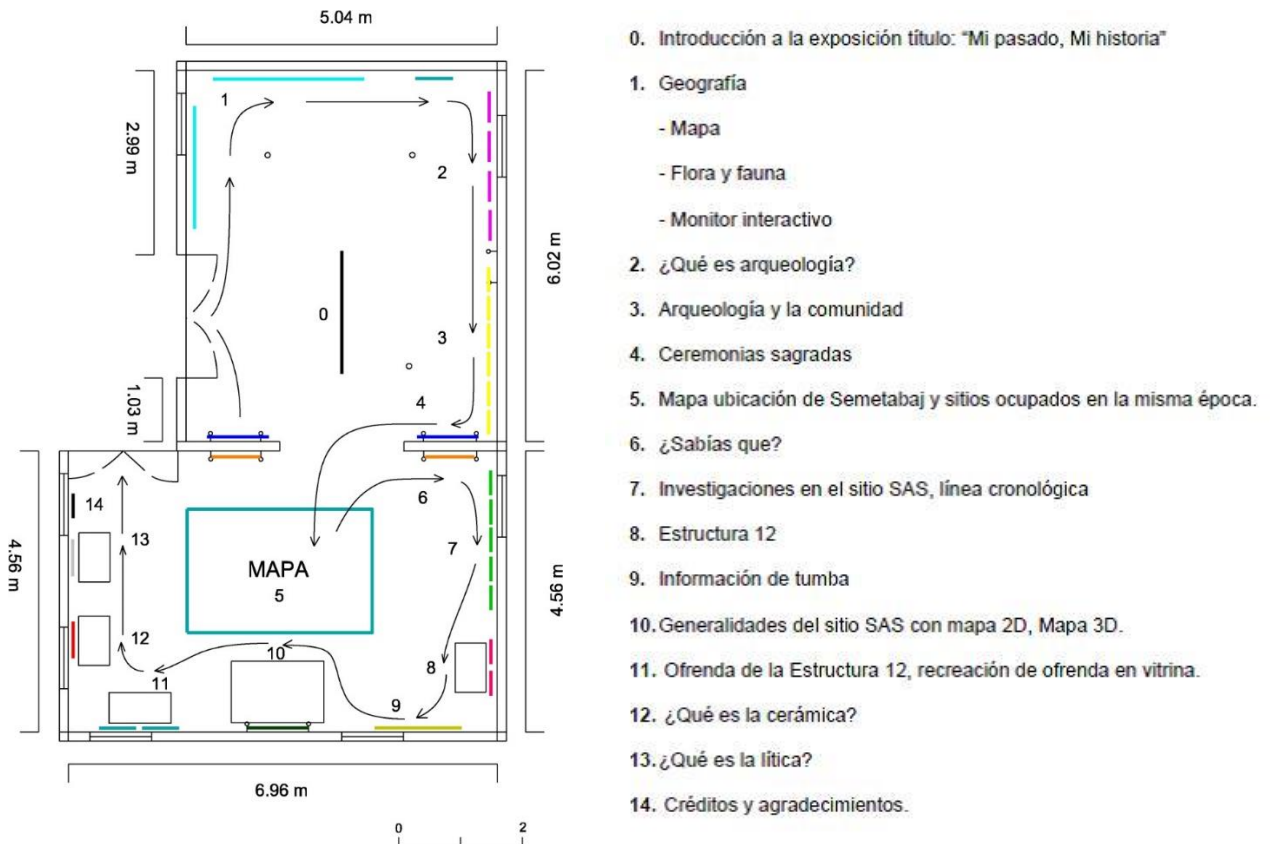 5.04 m
2.99 m
6.02 m
1.03 m
4.56 m
4.56 m
6.96 m
1
2
0
3
4
6
14
13
7
MAPA
5
12
10
8
11
9
0
2
0. Introducción a la exposición título: “Mi pasado, Mi historia”
1. Geografía
- Mapa
- Flora y fauna
- Monitor interactivo
2. ¿Qué es arqueología?
3. Arqueología y la comunidad
4. Ceremonias sagradas
5. Mapa ubicación de Semetabaj y sitios ocupados en la misma época.
6. ¿Sabías que?
7. Investigaciones en el sitio SAS, línea cronológica
8. Estructura 12
9. Información de tumba
10. Generalidades del sitio SAS con mapa 2D, Mapa 3D.
11. Ofrenda de la Estructura 12, recreación de ofrenda en vitrina.
12. ¿Qué es la cerámica?
13. ¿Qué es la lítica?
14. Créditos y agradecimientos.